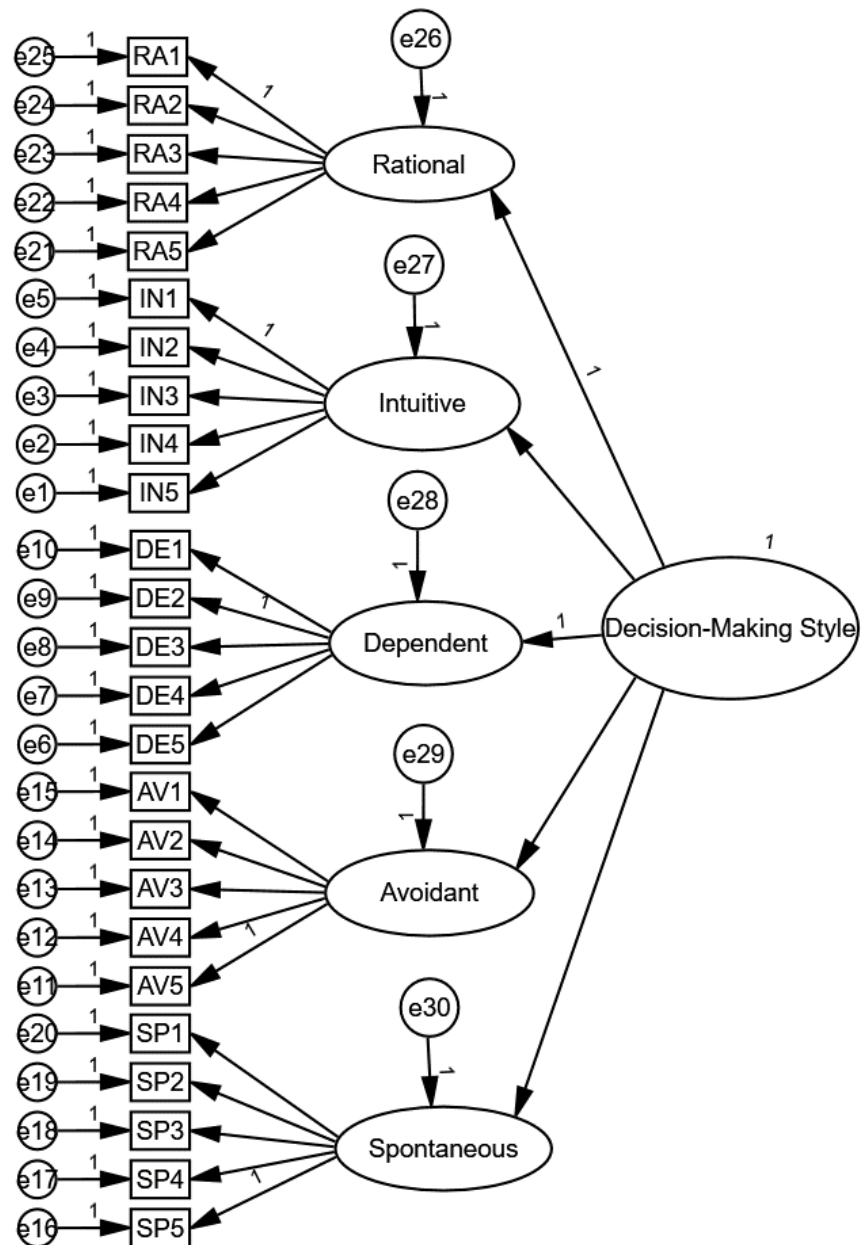 e26
e25 1 RA1
1
e24 1 RA2
1
e23 1 RA3
Rational
e22 1 RA4
e21 1 RA5
e27
e5 1 IN1
1
1
e4 1 IN2
1
e3 1 IN3
Intuitive
e2 1 IN4
e1 1 IN5
e28
e10 1 DE1
1
1
e9 1 DE2
1
e8 1 DE3
Dependent
1
Decision-Making Style
e7 1 DE4
e6 1 DE5
e29
e15 1 AV1
1
e14 1 AV2
e13 1 AV3
Avoidant
e12 1 AV4
1
e11 1 AV5
e30
e20 1 SP1
1
e19 1 SP2
e18 1 SP3
Spontaneous
e17 1 SP4
1
e16 1 SP5